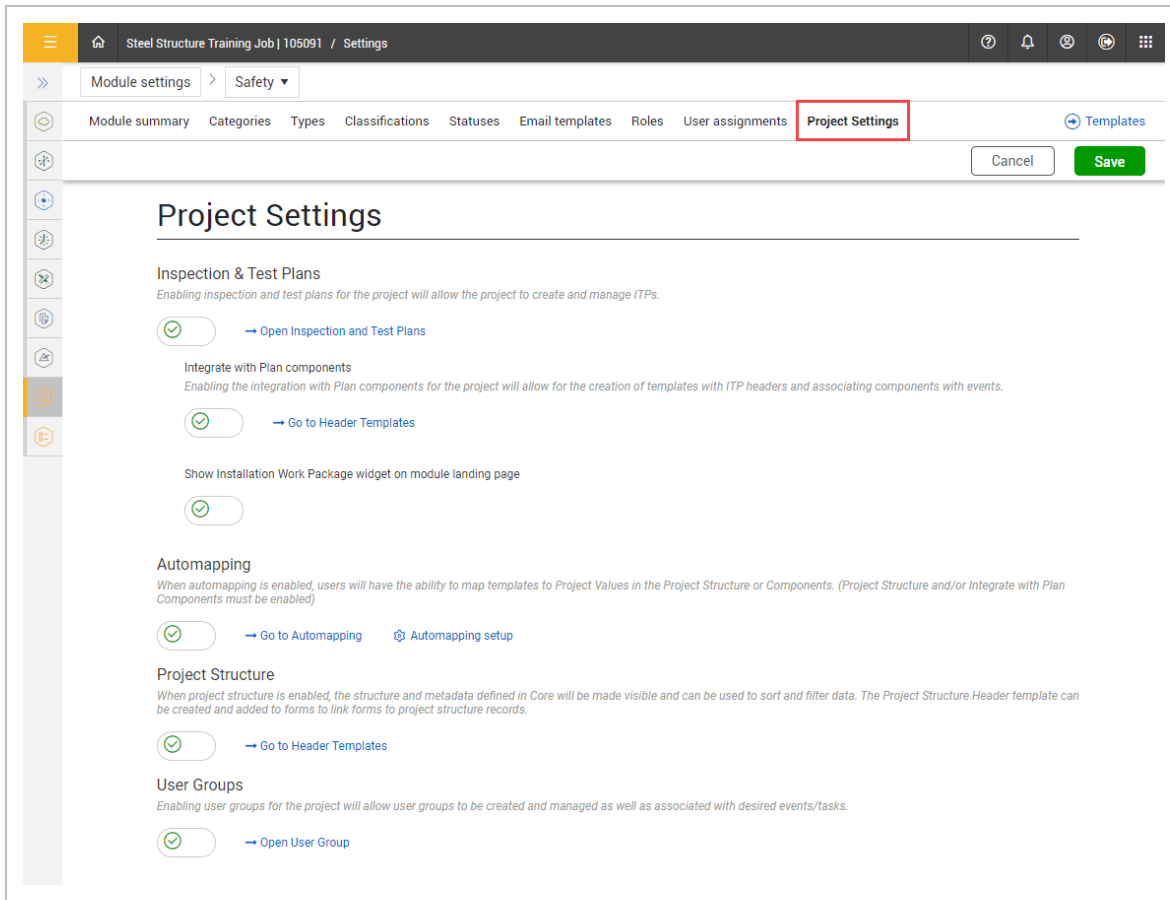 Steel Structure Training Job | 105091 / Settings
Module settings > Safety
Module summary Categories Types Classifications Statuses Email templates Roles User assignments Project Settings Templates
Cancel Save
Project Settings
Inspection & Test Plans
Enabling inspection and test plans for the project will allow the project to create and manage ITPs.
Open Inspection and Test Plans
Integrate with Plan components
Enabling the integration with Plan components for the project will allow for the creation of templates with ITP headers and associating components with events.
Go to Header Templates
Show Installation Work Package widget on module landing page
Automapping
When automapping is enabled, users will have the ability to map templates to Project Values in the Project Structure or Components. (Project Structure and/or Integrate with Plan
Components must be enabled)
Go to Automapping Automapping setup
Project Structure
When project structure is enabled, the structure and metadata defined in Core will be made visible and can be used to sort and filter data. The Project Structure Header template can
be created and added to forms to link forms to project structure records.
Go to Header Templates
User Groups
Enabling user groups for the project will allow user groups to be created and managed as well as associated with desired events/tasks.
Open User Group